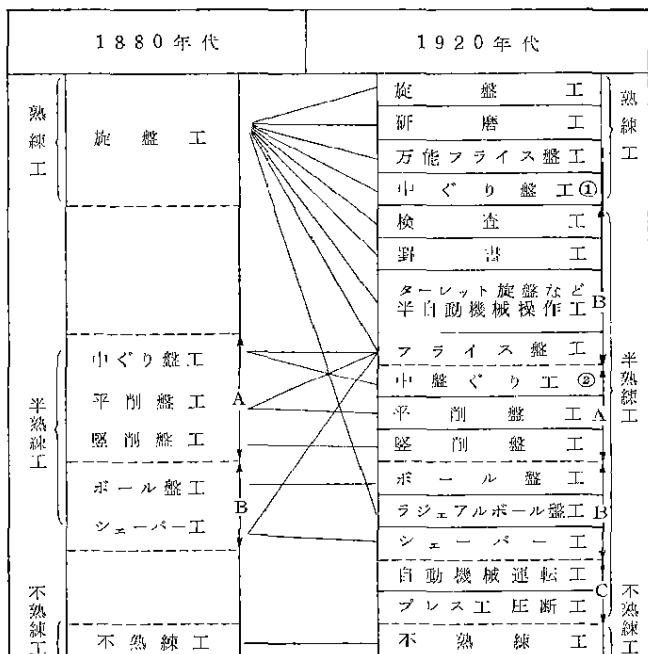 1880年代
1920年代
熟練工
旋盤工
半熟練工
中ぐり盤工
平削盤工
竪削盤工
A
ボール盤工
シェーパー工
B
不熟練工
不熟練工
旋盤工
研磨工
万能フライス盤工
中ぐり盤工①
検査工
罫書工
ターレット旋盤など
半自動機械操作工
B
フライス盤工
中盤ぐり工②
平削盤工
A
竪削盤工
ボール盤工
ラジェアルボール盤工
B
シェーパー工
自動機械運転工
C
プレス工圧断工
不熟練工
熟練工
半熟練工
不熟練工